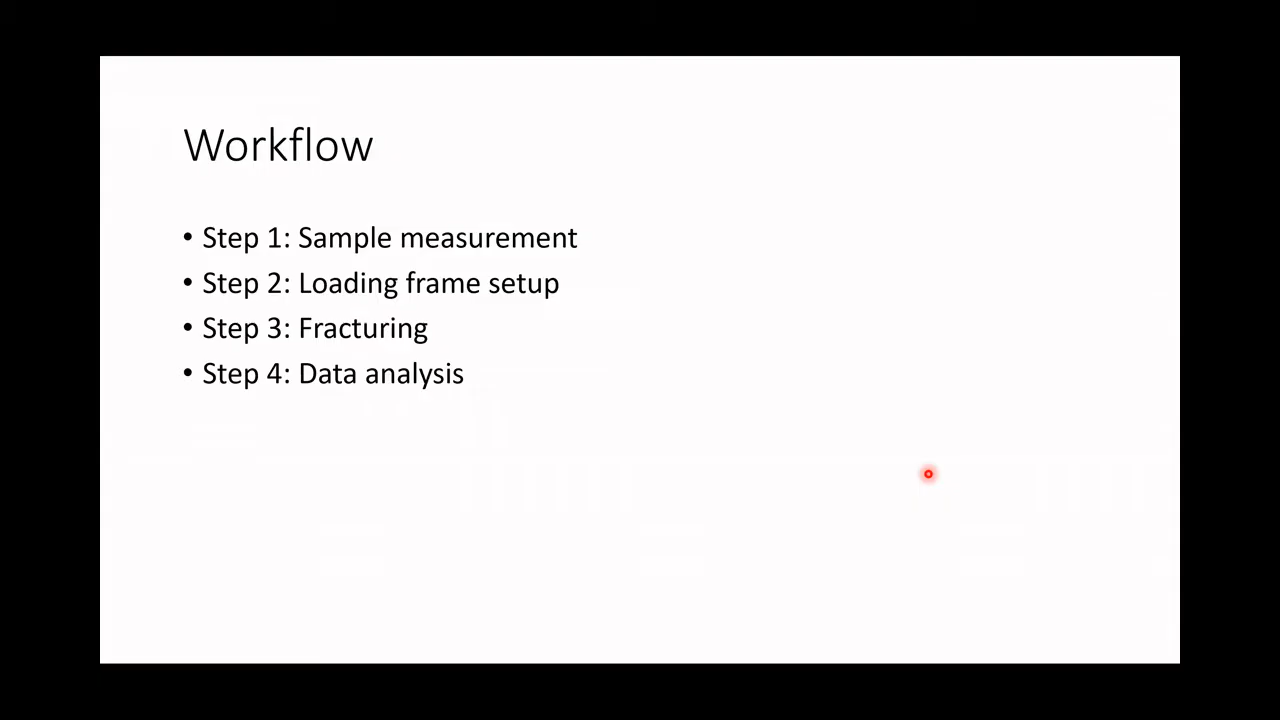 Workflow
• Step 1: Sample measurement
• Step 2: Loading frame setup
• Step 3: Fracturing
• Step 4: Data analysis